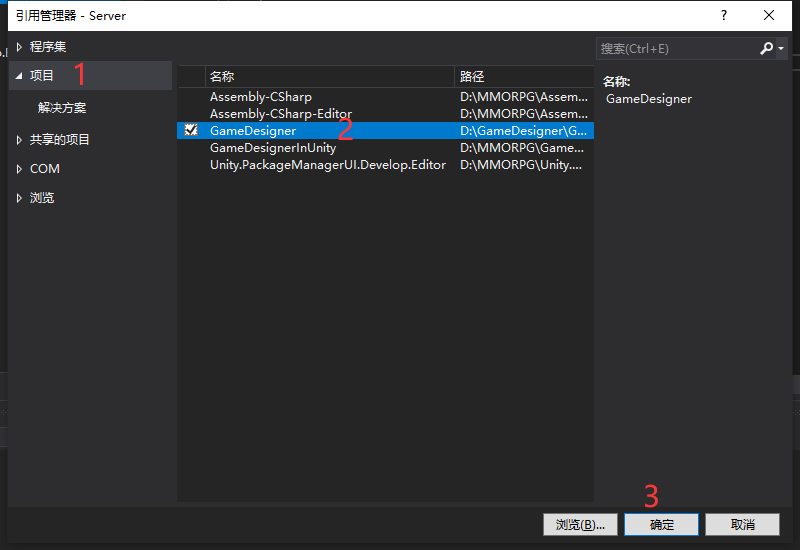 引用管理器 - Server
?
程序集
搜索(Ctrl+E)
项目
1
名称
路径
名称:
GameDesigner
解决方案
Assembly-CSharp
D:\MMORPG\Assem...
Assembly-CSharp-Editor
D:\MMORPG\Assem...
GameDesigner
2
D:\GameDesigner\G...
共享的项目
GameDesignerInUnity
D:\MMORPG\Game...
COM
Unity.PackageManagerUI.Develop.Editor
D:\MMORPG\Unity....
浏览
3
浏览(B)...
确定
取消